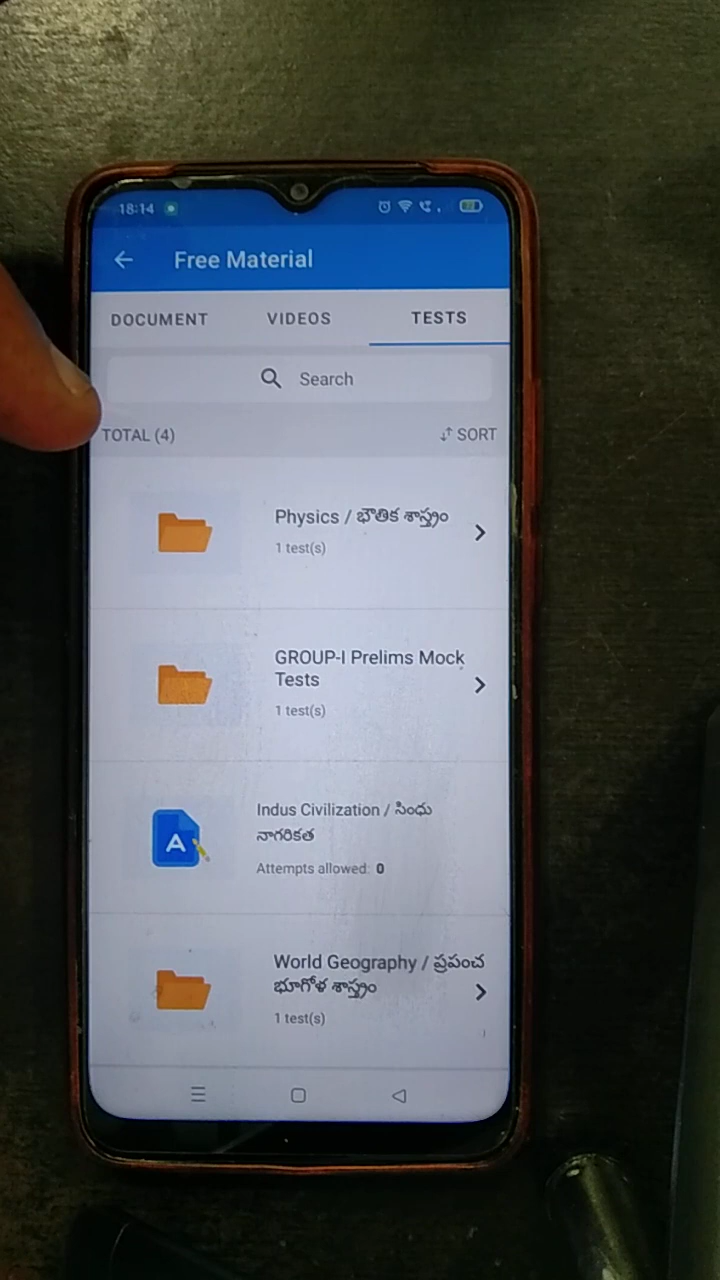 18:14
Free Material
DOCUMENT VIDEOS TESTS
Search
TOTAL (4) SORT
Physics / భౌతిక శాస్త్రం
1 test(s)
GROUP-I Prelims Mock
Tests
1 test(s)
A
Indus Civilization / సింధు
నాగరికత
Attempts allowed: 0
World Geography / ప్రపంచ
భూగోళ శాస్త్రం
1 test(s)